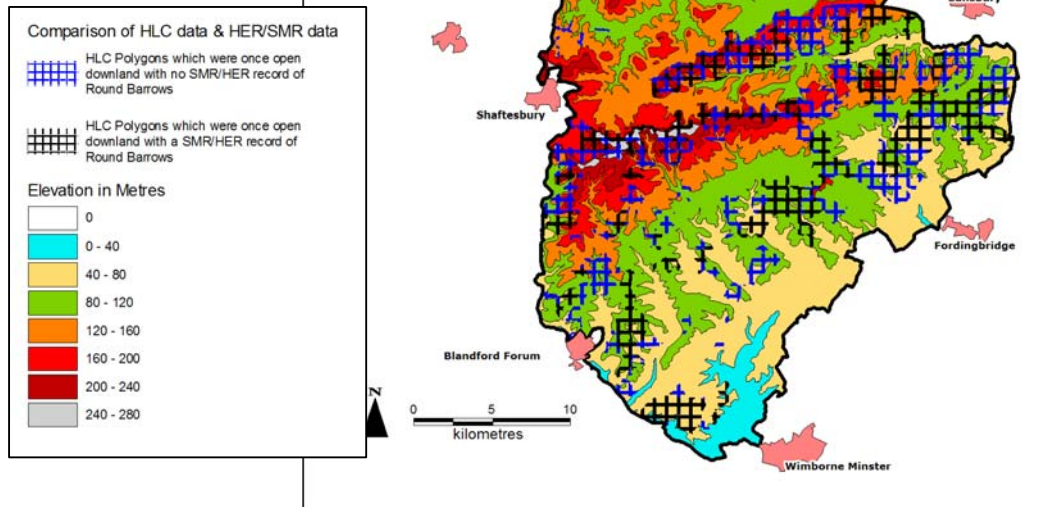 Comparison of HLC data & HER/SMR data
HLC Polygons which were once open
downland with no SMR/HER record of
Round Barrows
HLC Polygons which were once open
downland with a SMR/HER record of
Round Barrows
Elevation in Metres
0
0 - 40
40 - 80
80 - 120
120 - 160
160 - 200
200 - 240
240 - 280
Shaftesbury
Fordingbridge
Blandford Forum
N
0 5 10
kilometres
Wimborne Minster